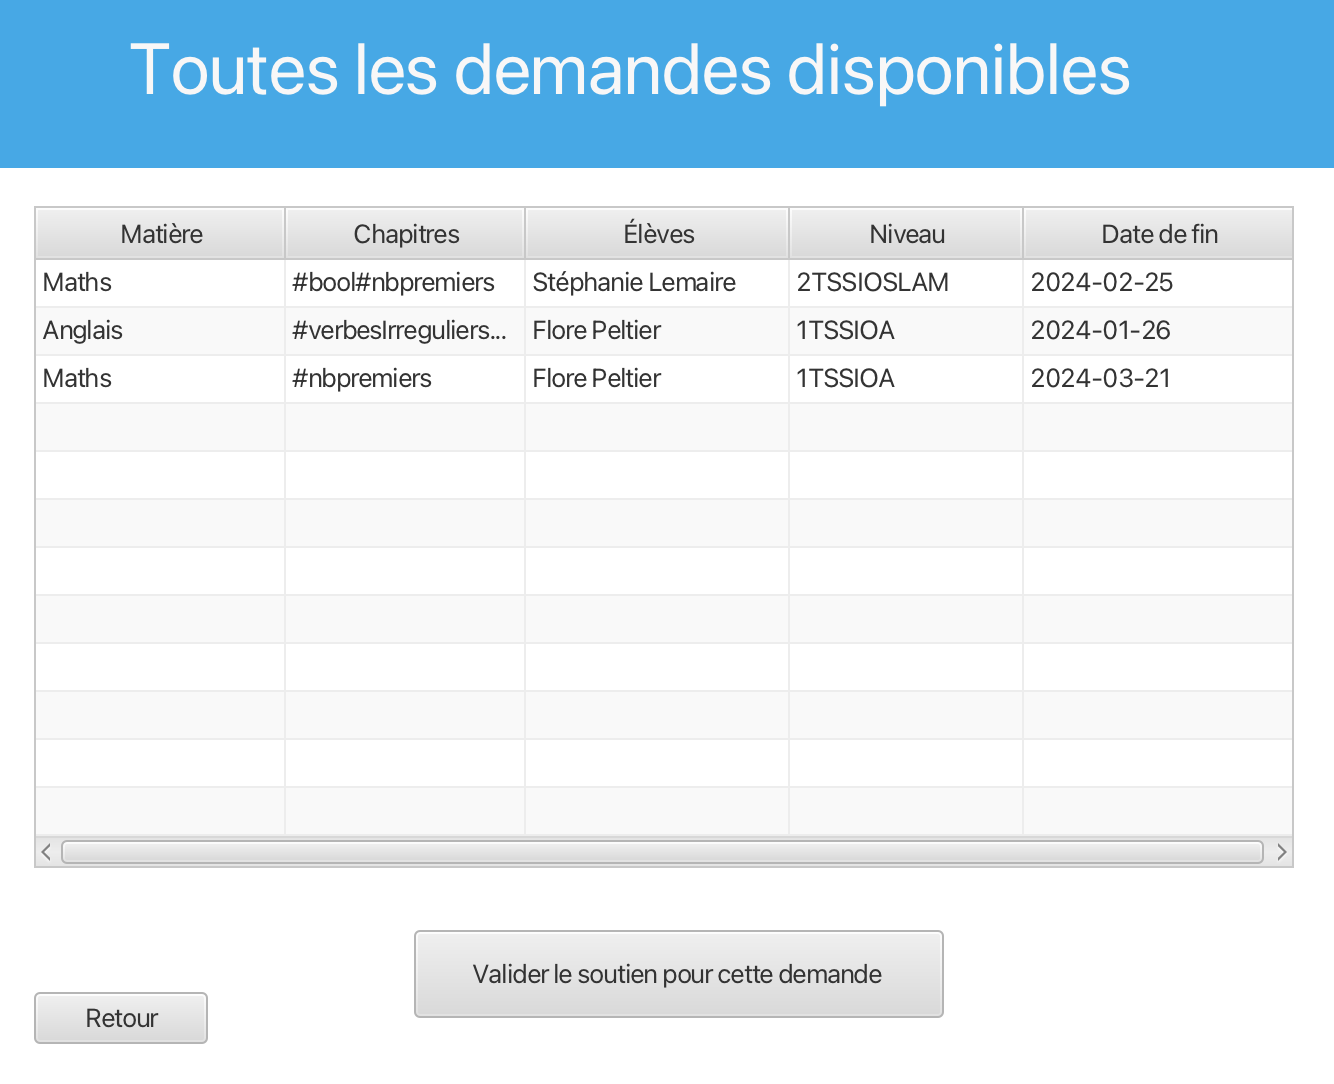 Toutes les demandes disponibles
Matière Chapitres Élèves Niveau Date de fin
Maths #bool#nbpremiers Stéphanie Lemaire 2TSSIOSLAM 2024-02-25
Anglais #verbesIrreguliers... Flore Peltier 1TSSIOA 2024-01-26
Maths #nbpremiers Flore Peltier 1TSSIOA 2024-03-21
Valider le soutien pour cette demande
Retour